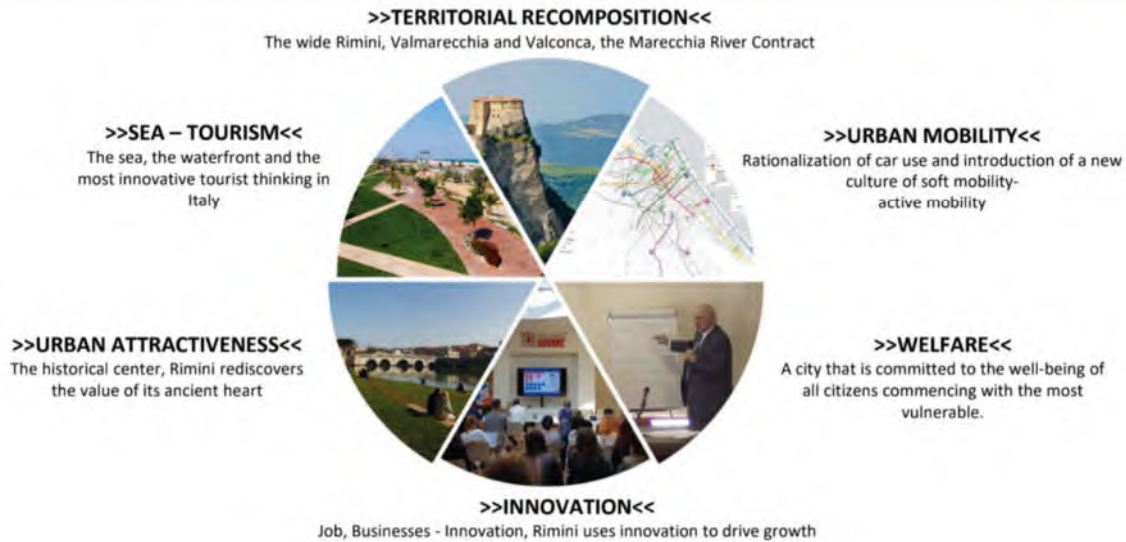 >>TERRITORIAL RECOMPOSITION<<
The wide Rimini, Valmarecchia and Valconca, the Marecchia River Contract
>>SEA – TOURISM<<
The sea, the waterfront and the
most innovative tourist thinking in
Italy
>>URBAN MOBILITY<<
Rationalization of car use and introduction of a new
culture of soft mobility-
active mobility
>>URBAN ATTRACTIVENESS<<
The historical center, Rimini rediscovers
the value of its ancient heart
>>WELFARE<<
A city that is committed to the well-being of
all citizens commencing with the most
vulnerable.
>>INNOVATION<<
Job, Businesses - Innovation, Rimini uses innovation to drive growth